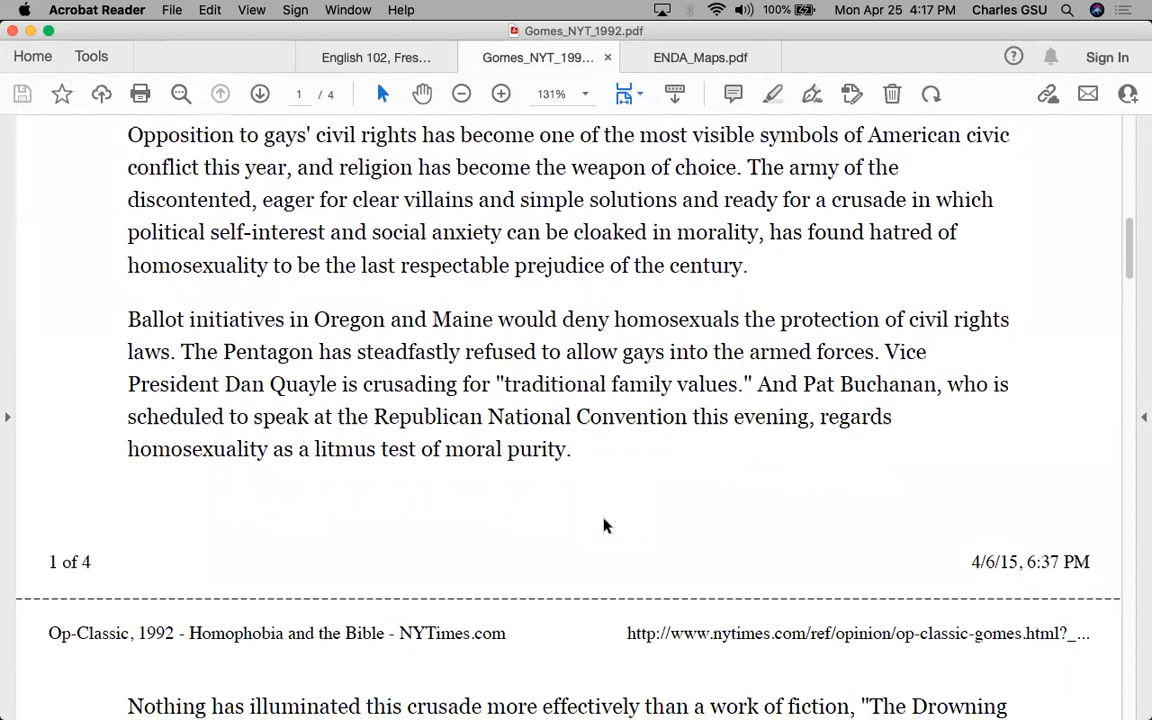 Acrobat Reader File Edit View Sign Window Help 100% Mon Apr 25 4:17 PM Charles GSU
Gomes_NYT_1992.pdf
Home Tools English 102, Fres... Gomes_NYT_199... × ENDA_Maps.pdf ? Sign In
1 / 4 131%
Opposition to gays' civil rights has become one of the most visible symbols of American civic
conflict this year, and religion has become the weapon of choice. The army of the
discontented, eager for clear villains and simple solutions and ready for a crusade in which
political self-interest and social anxiety can be cloaked in morality, has found hatred of
homosexuality to be the last respectable prejudice of the century.
Ballot initiatives in Oregon and Maine would deny homosexuals the protection of civil rights
laws. The Pentagon has steadfastly refused to allow gays into the armed forces. Vice
President Dan Quayle is crusading for "traditional family values." And Pat Buchanan, who is
scheduled to speak at the Republican National Convention this evening, regards
homosexuality as a litmus test of moral purity.
1 of 4 4/6/15, 6:37 PM
Op-Classic, 1992 - Homophobia and the Bible - NYTimes.com http://www.nytimes.com/ref/opinion/op-classic-gomes.html?_...
Nothing has illuminated this crusade more effectively than a work of fiction, "The Drowning